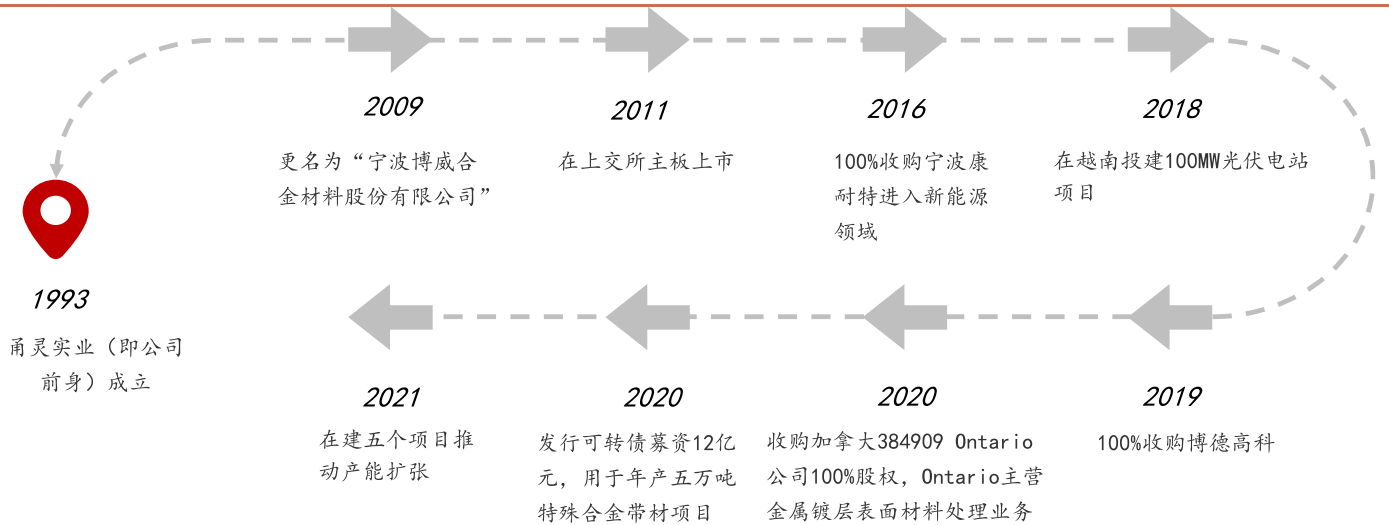 2009
更名为“宁波博威合
金材料股份有限公司”
2011
在上交所主板上市
2016
100%收购宁波康
耐特进入新能源
领域
2018
在越南投建100MW光伏电站
项目
1993
甬灵实业（即公司
前身）成立
2021
在建五个项目推
动产能扩张
2020
发行可转债募资12亿
元，用于年产五万吨
特殊合金带材项目
2020
收购加拿大384909 Ontario
公司100%股权，Ontario主营
金属镀层表面材料处理业务
2019
100%收购博德高科